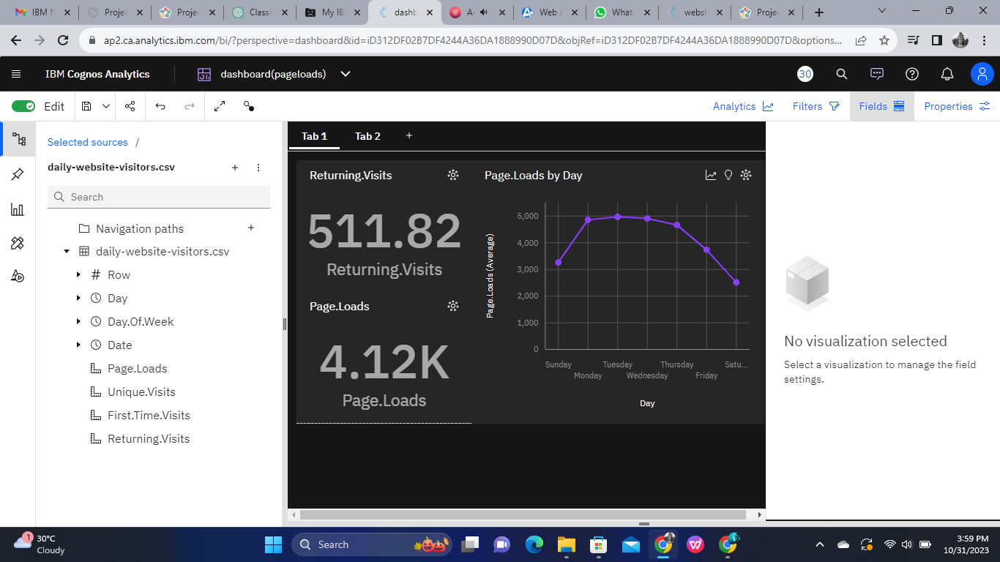 IBM N
Projec
Projec
Classi
My IB
dashb
Ac
Web A
Whats
websi
Projec
ap2.ca.analytics.ibm.com/bi/?perspective=dashboard&id=iD312DF02B7DF4244A36DA1888990D07D&objRef=iD312DF02B7DF4244A36DA1888990D07D&options...
IBM Cognos Analytics
dashboard(pageloads)
30
Edit
Analytics
Filters
Fields
Properties
Selected sources /
daily-website-visitors.csv
Search
Navigation paths
daily-website-visitors.csv
Row
Day
Day.Of.Week
Date
Page.Loads
Unique.Visits
First.Time.Visits
Returning.Visits
Tab 1
Tab 2
Returning.Visits
511.82
Returning.Visits
Page.Loads
4.12K
Page.Loads
Page.Loads by Day
Page.Loads (Average)
5,000
4,000
3,000
2,000
1,000
0
Sunday
Monday
Tuesday
Wednesday
Thursday
Friday
Satu...
Day
No visualization selected
Select a visualization to manage the field
settings.
1
30°C
Cloudy
Search
3:59 PM
10/31/2023